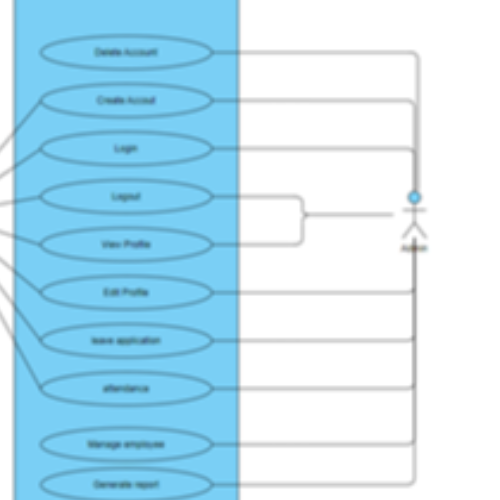 Delete Account
Create Accout
Login
Logout
View Profile
Admin
Edit Profile
leave application
attendance
Manage employee
Generate report